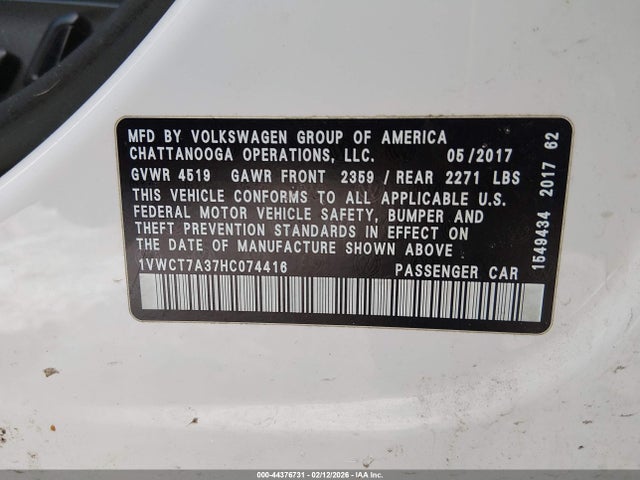 MFD BY VOLKSWAGEN GROUP OF AMERICA
CHATTANOOGA OPERATIONS, LLC. 05/2017
GVWR 4519 GAWR FRONT 2359 / REAR 2271 LBS
THIS VEHICLE CONFORMS TO ALL APPLICABLE U.S.
FEDERAL MOTOR VEHICLE SAFETY, BUMPER AND
THEFT PREVENTION STANDARDS IN EFFECT ON
THE DATE OF MANUFACTURE SHOWN ABOVE
1VWCT7A37HC074416 PASSENGER CAR
1549434 2017 62
000-44376731 - 02/12/2026 - IAA Inc.